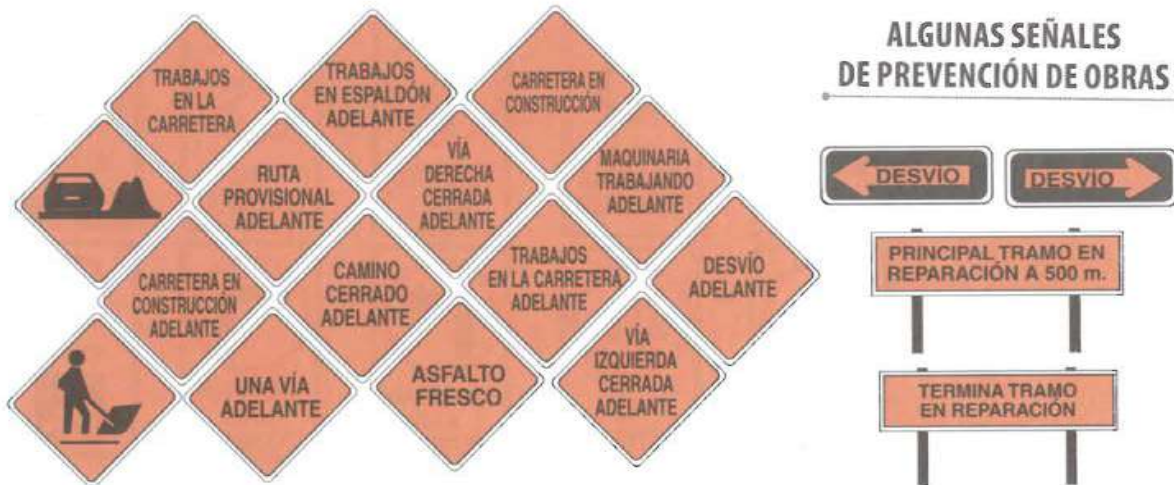 TRABAJOS
EN LA
CARRETERA
TRABAJOS
EN ESPALDÓN
ADELANTE
CARRETERA EN
CONSTRUCCIÓN
RUTA
PROVISIONAL
ADELANTE
VÍA
DERECHA
CERRADA
ADELANTE
MAQUINARIA
TRABAJANDO
ADELANTE
CARRETERA EN
CONSTRUCCIÓN
ADELANTE
CAMINO
CERRADO
ADELANTE
TRABAJOS
EN LA CARRETERA
ADELANTE
DESVÍO
ADELANTE
UNA VÍA
ADELANTE
ASFALTO
FRESCO
VÍA
IZQUIERDA
CERRADA
ADELANTE
ALGUNAS SEÑALES
DE PREVENCIÓN DE OBRAS
DESVÍO
DESVÍO
PRINCIPAL TRAMO EN
REPARACIÓN A 500 m.
TERMINA TRAMO
EN REPARACIÓN